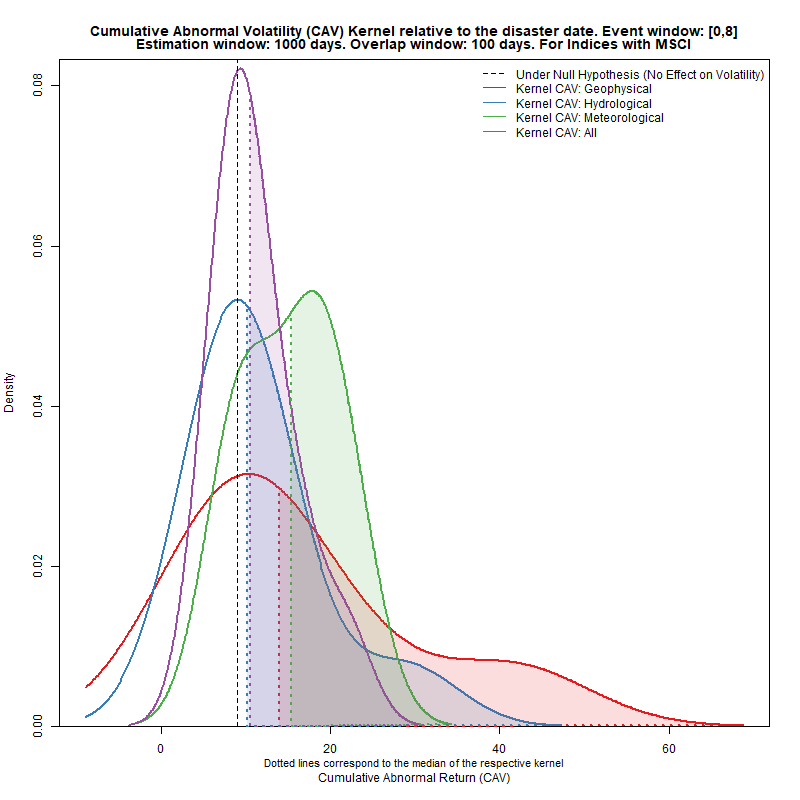 Cumulative Abnormal Volatility (CAV) Kernel relative to the disaster date. Event window: [0,8]
Estimation window: 1000 days. Overlap window: 100 days. For Indices with MSCI
Under Null Hypothesis (No Effect on Volatility)
Kernel CAV: Geophysical
Kernel CAV: Hydrological
Kernel CAV: Meteorological
Kernel CAV: All
Density
0.08
0.06
0.04
0.02
0.00
0 20 40 60
Dotted lines correspond to the median of the respective kernel
Cumulative Abnormal Return (CAV)